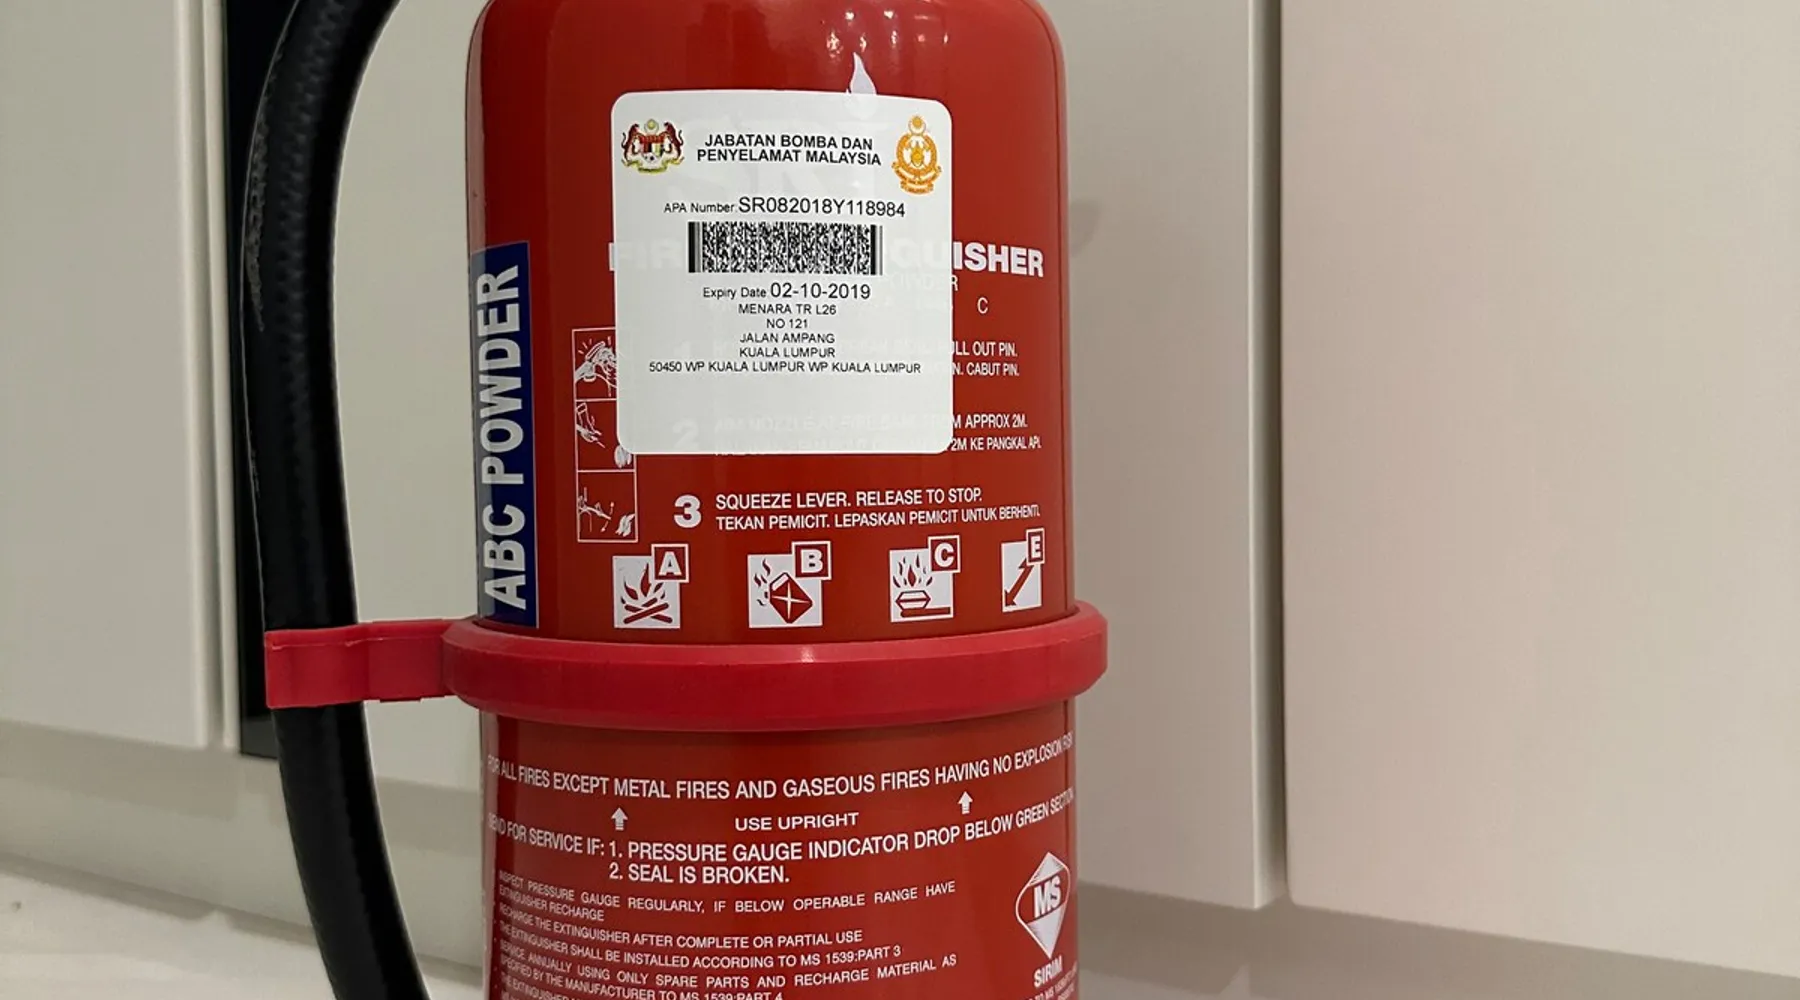 JABATAN BOMBA DAN
PENYELAMAT MALAYSIA
APA Number:SR082018Y118984
Expiry Date 02-10-2019
MENARA TR L26
NO 121
JALAN AMPANG
KUALA LUMPUR
50450 WP KUALA LUMPUR WP KUALA LUMPUR
ABC POWDER
C
OUT PIN.
CABUT PIN.
APPROX 2M.
2M KE PANGKAL API.
3 SQUEEZE LEVER. RELEASE TO STOP.
TEKAN PEMICIT. LEPASKAN PEMICIT UNTUK BERHENTI.
A B C E
ALL FIRES EXCEPT METAL FIRES AND GASEOUS FIRES HAVING NO EXPLOSION
USE UPRIGHT
FOR SERVICE IF: 1. PRESSURE GAUGE INDICATOR DROP BELOW GREEN
2. SEAL IS BROKEN.
INSPECT PRESSURE GAUGE REGULARLY, IF BELOW OPERABLE RANGE HAVE
EXTINGUISHER RECHARGE
RECHARGE THE EXTINGUISHER AFTER COMPLETE OR PARTIAL USE
THE EXTINGUISHER SHALL BE INSTALLED ACCORDING TO MS 1539:PART 3
SERVICE ANNUALLY USING ONLY SPARE PARTS AND RECHARGE MATERIAL AS
SPECIFIED BY THE MANUFACTURER TO MS 1539:PART 4
MS
SIRIM